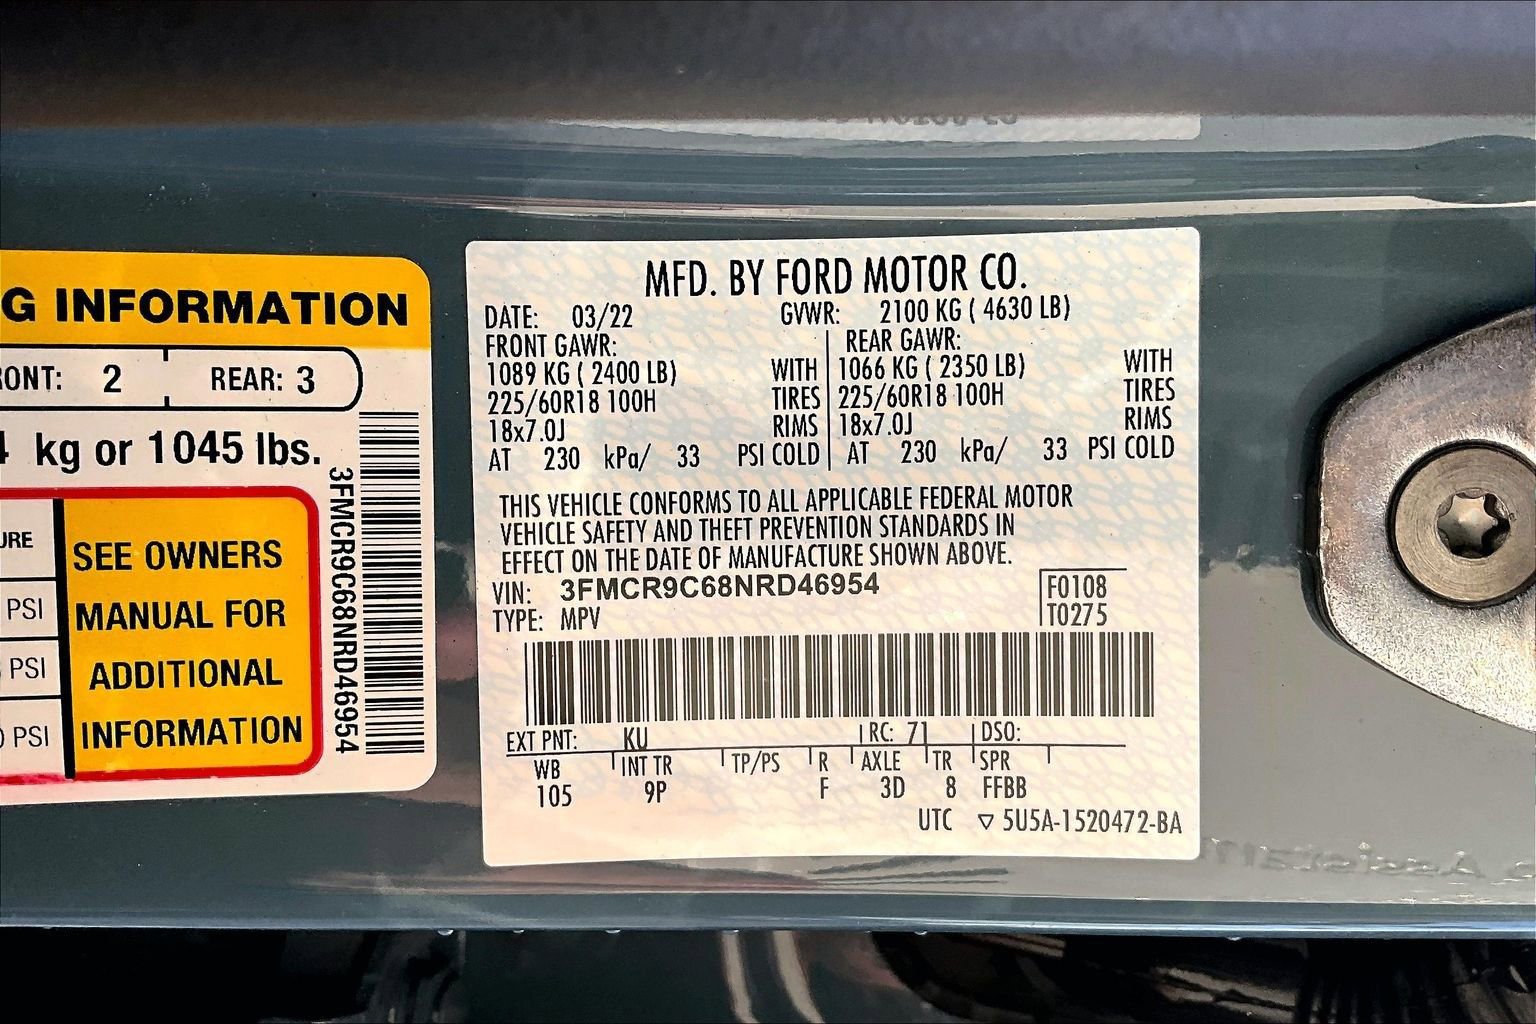 G INFORMATION
ONT: 2 REAR: 3
kg or 1045 lbs.
URE
PSI
PSI
PSI
SEE OWNERS
MANUAL FOR
ADDITIONAL
INFORMATION
3FMCR9C68NRD46954
MFD. BY FORD MOTOR CO.
DATE: 03/22 GVWR: 2100 KG ( 4630 LB)
FRONT GAWR: REAR GAWR:
1089 KG ( 2400 LB) WITH 1066 KG ( 2350 LB) WITH
225/60R18 100H TIRES 225/60R18 100H TIRES
18x7.0J RIMS 18x7.0J RIMS
AT 230 kPa/ 33 PSI COLD AT 230 kPa/ 33 PSI COLD
THIS VEHICLE CONFORMS TO ALL APPLICABLE FEDERAL MOTOR
VEHICLE SAFETY AND THEFT PREVENTION STANDARDS IN
EFFECT ON THE DATE OF MANUFACTURE SHOWN ABOVE.
VIN: 3FMCR9C68NRD46954 F0108
TYPE: MPV T0275
EXT PNT: KU RC: 71 DSO:
WB INT TR TP/PS R AXLE TR SPR
105 9P F 3D 8 FFBB
UTC ▽ 5U5A-1520472-BA